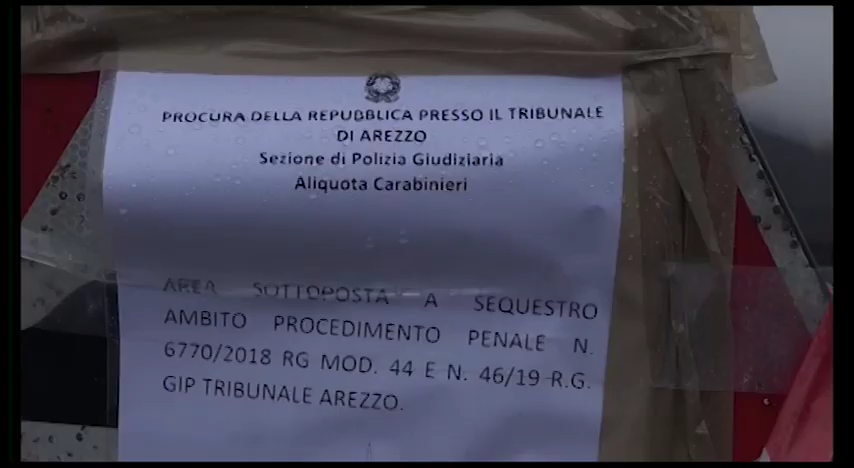 PROCURA DELLA REPUBBLICA PRESSO IL TRIBUNALE
DI AREZZO
Sezione di Polizia Giudiziaria
Aliquota Carabinieri
AREA SOTTOPOSTA A SEQUESTRO
AMBITO PROCEDIMENTO PENALE N.
6770/2018 RG MOD. 44 E N. 46/19 R.G.
GIP TRIBUNALE AREZZO.